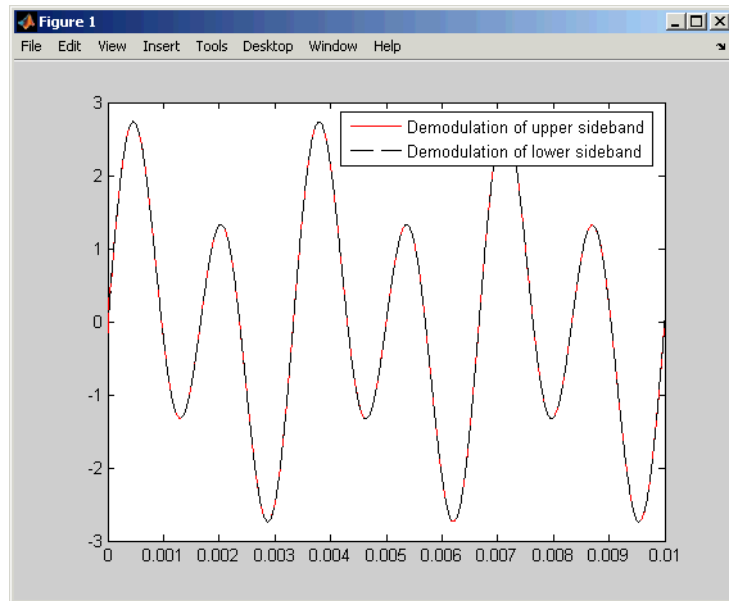 Figure 1
File Edit View Insert Tools Desktop Window Help
Demodulation of upper sideband
Demodulation of lower sideband
3
2
1
0
-1
-2
-3
0 0.001 0.002 0.003 0.004 0.005 0.006 0.007 0.008 0.009 0.01